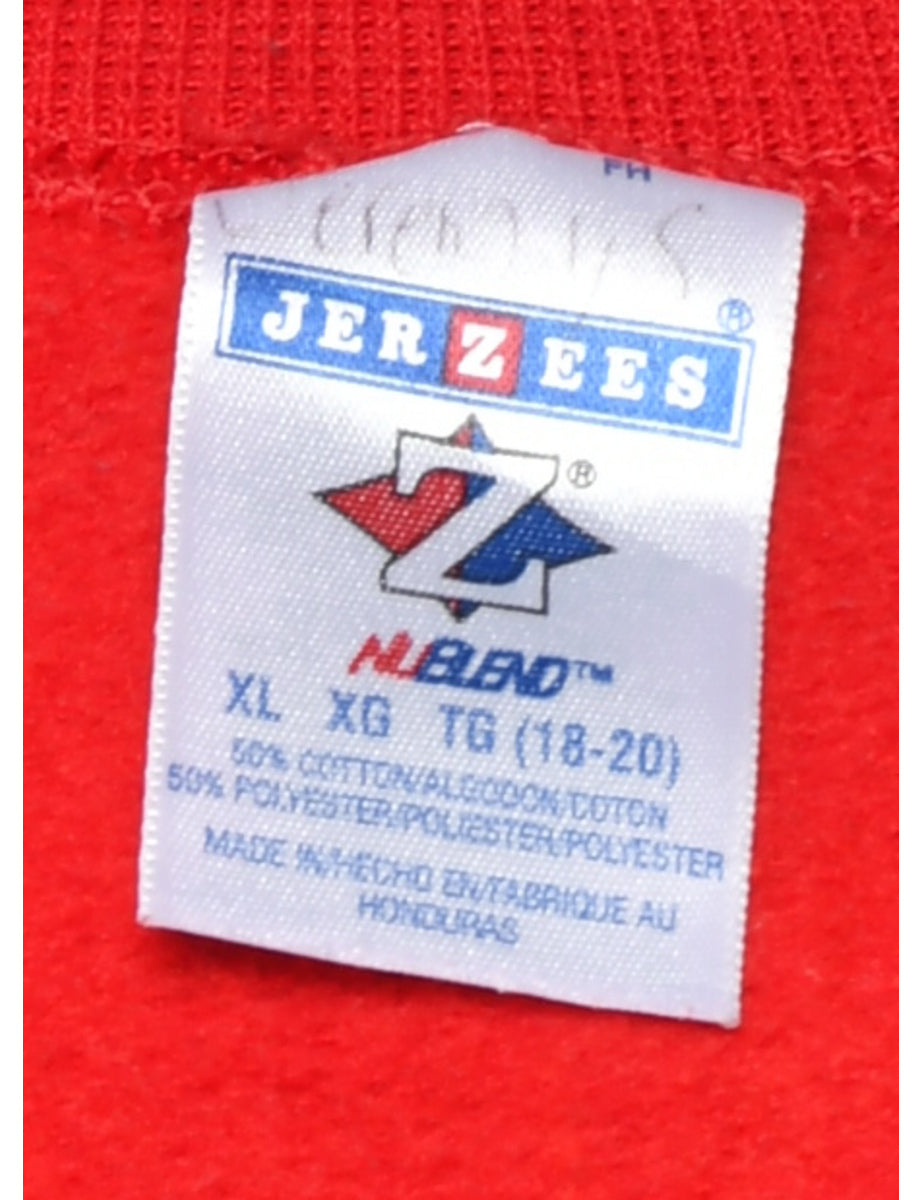 FH
JERZEES®
Z®
NUBLEND™
XL XG TG (18-20)
50% COTTON/ALGODON/COTON
50% POLYESTER/POLIESTER/POLYESTER
MADE IN/HECHO EN/FABRIQUE AU
HONDURAS